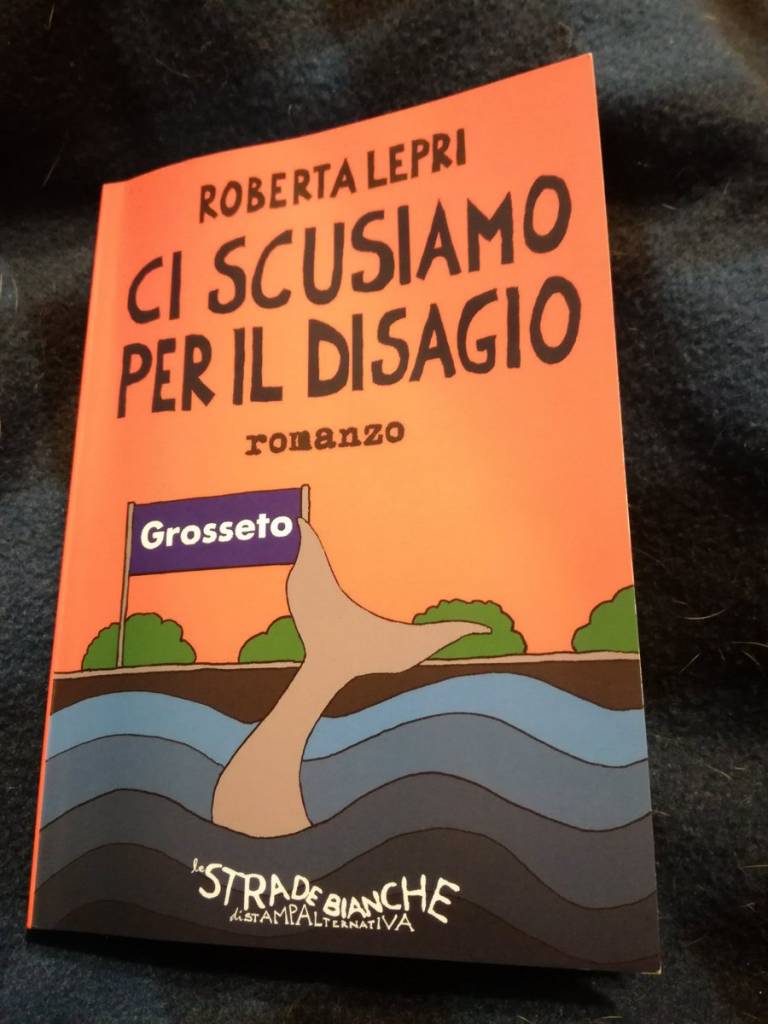 ROBERTA LEPRI
CI SCUSIAMO
PER IL DISAGIO
romanzo
Grosseto
le STRADE BIANCHE
di STAMPALTERNATIVA